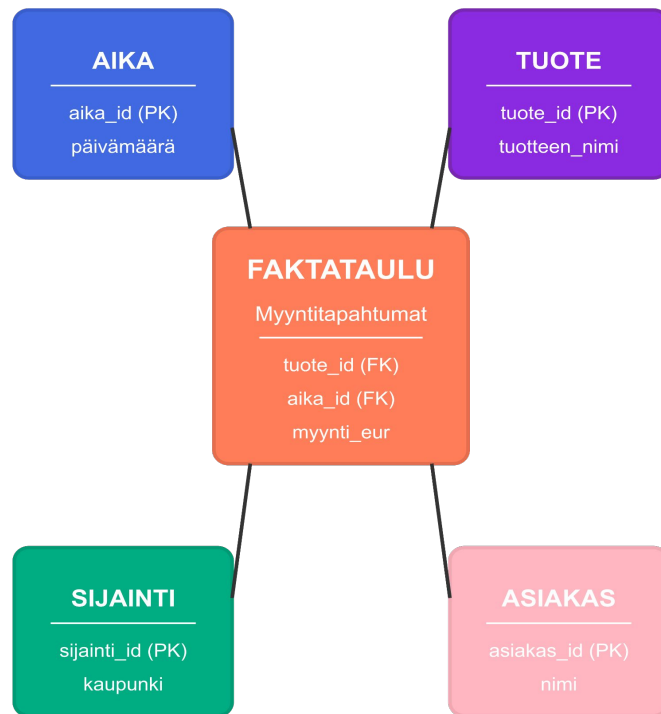 AIKA
aika_id (PK)
päivämäärä
TUOTE
tuote_id (PK)
tuotteen_nimi
FAKTATAULU
Myyntitapahtumat
tuote_id (FK)
aika_id (FK)
myynti_eur
SIJAINTI
sijainti_id (PK)
kaupunki
ASIAKAS
asiakas_id (PK)
nimi